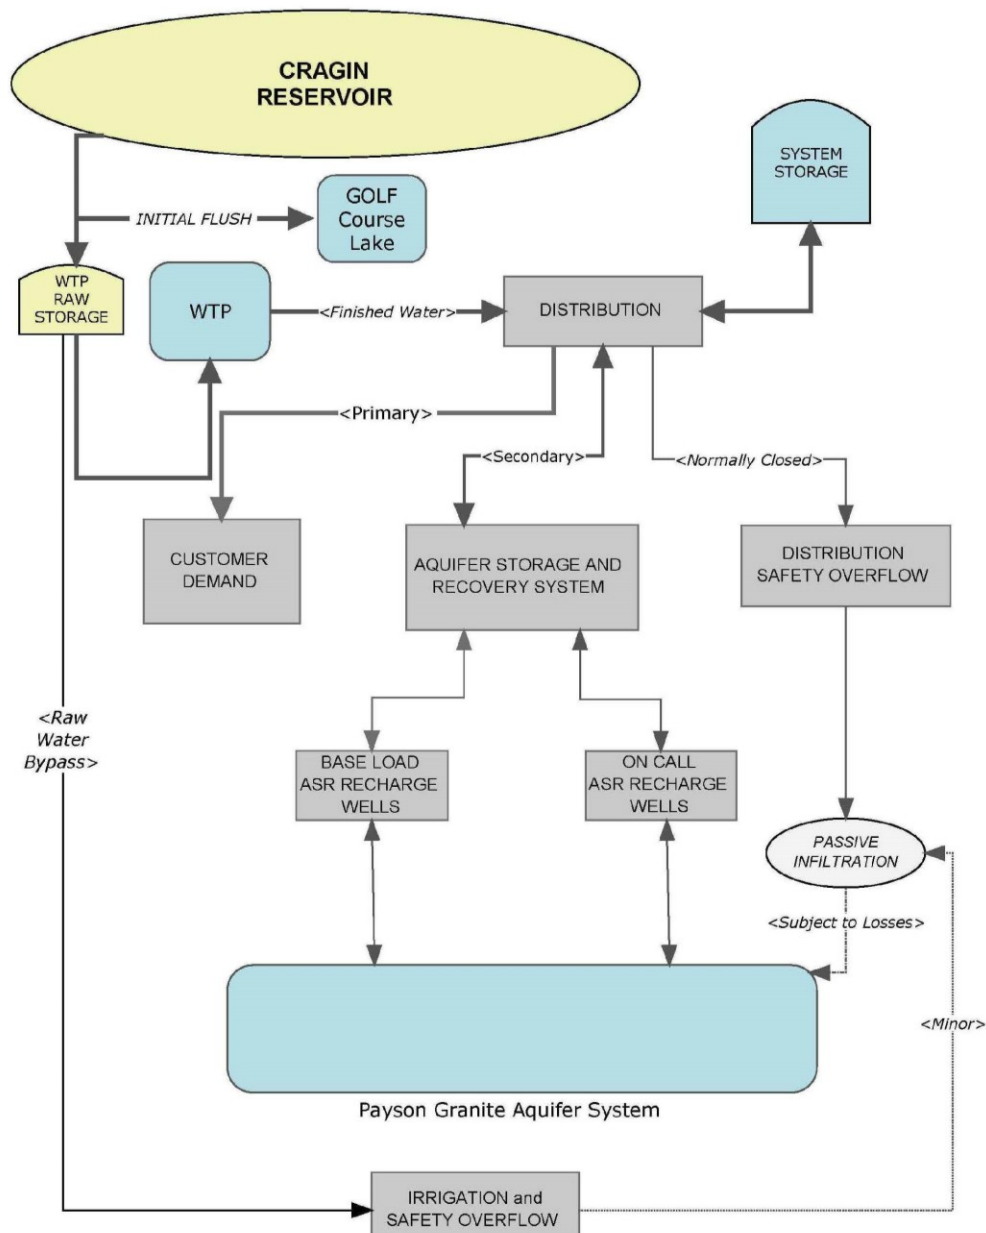 CRAGIN
RESERVOIR
SYSTEM
STORAGE
INITIAL FLUSH
GOLF
Course
Lake
WTP
RAW
STORAGE
WTP
<Finished Water>
DISTRIBUTION
<Primary>
<Secondary>
<Normally Closed>
CUSTOMER
DEMAND
AQUIFER STORAGE AND
RECOVERY SYSTEM
DISTRIBUTION
SAFETY OVERFLOW
<Raw
Water
Bypass>
BASE LOAD
ASR RECHARGE
WELLS
ON CALL
ASR RECHARGE
WELLS
PASSIVE
INFILTRATION
<Subject to Losses>
<Minor>
Payson Granite Aquifer System
IRRIGATION and
SAFETY OVERFLOW